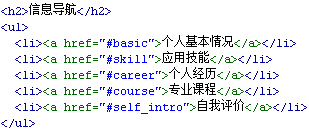 <h2>信息导航</h2>
<ul>
  <li><a href="#basic">个人基本情况</a></li>
  <li><a href="#skill">应用技能</a></li>
  <li><a href="#career">个人经历</a></li>
  <li><a href="#course">专业课程</a></li>
  <li><a href="#self_intro">自我评价</a></li>
</ul>